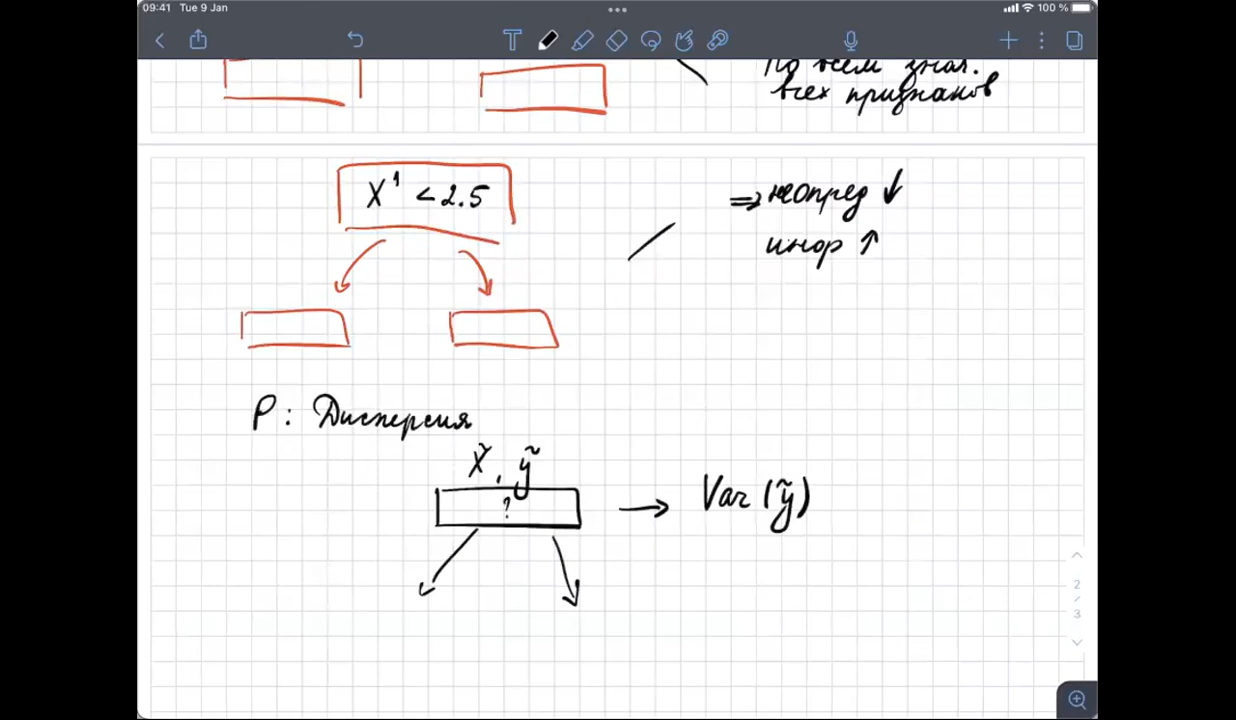 09:41 Tue 9 Jan
100 %
по всем знач.
всех признаков
X¹ < 2.5
⇒ неопред ↓
инфор ↑
P: Дисперсия
X̃, ỹ
?
→ Var (ỹ)
2
/
3